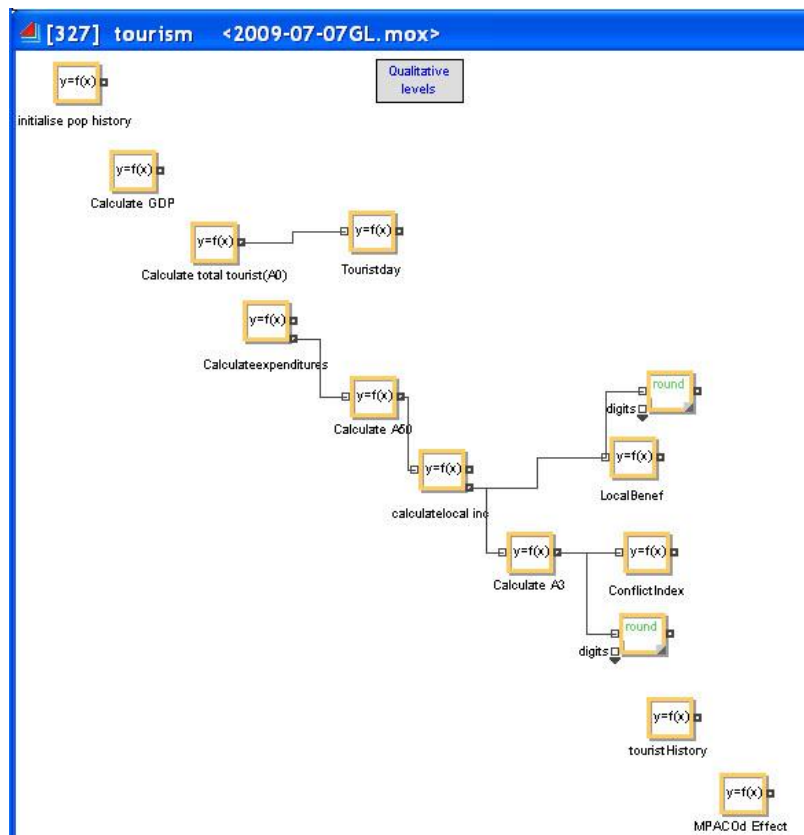 [327] tourism <2009-07-07GL.mox>
Qualitative
levels
y=f(x)
initialise pop history
y=f(x)
Calculate GDP
y=f(x)
Calculate total tourist(A0)
y=f(x)
Touristday
y=f(x)
Calculateexpenditures
y=f(x)
Calculate A50
round
digits
y=f(x)
calculatelocal inc
y=f(x)
LocalBenef
y=f(x)
Calculate A3
y=f(x)
ConflictIndex
round
digits
y=f(x)
touristHistory
y=f(x)
MPACOd Effect